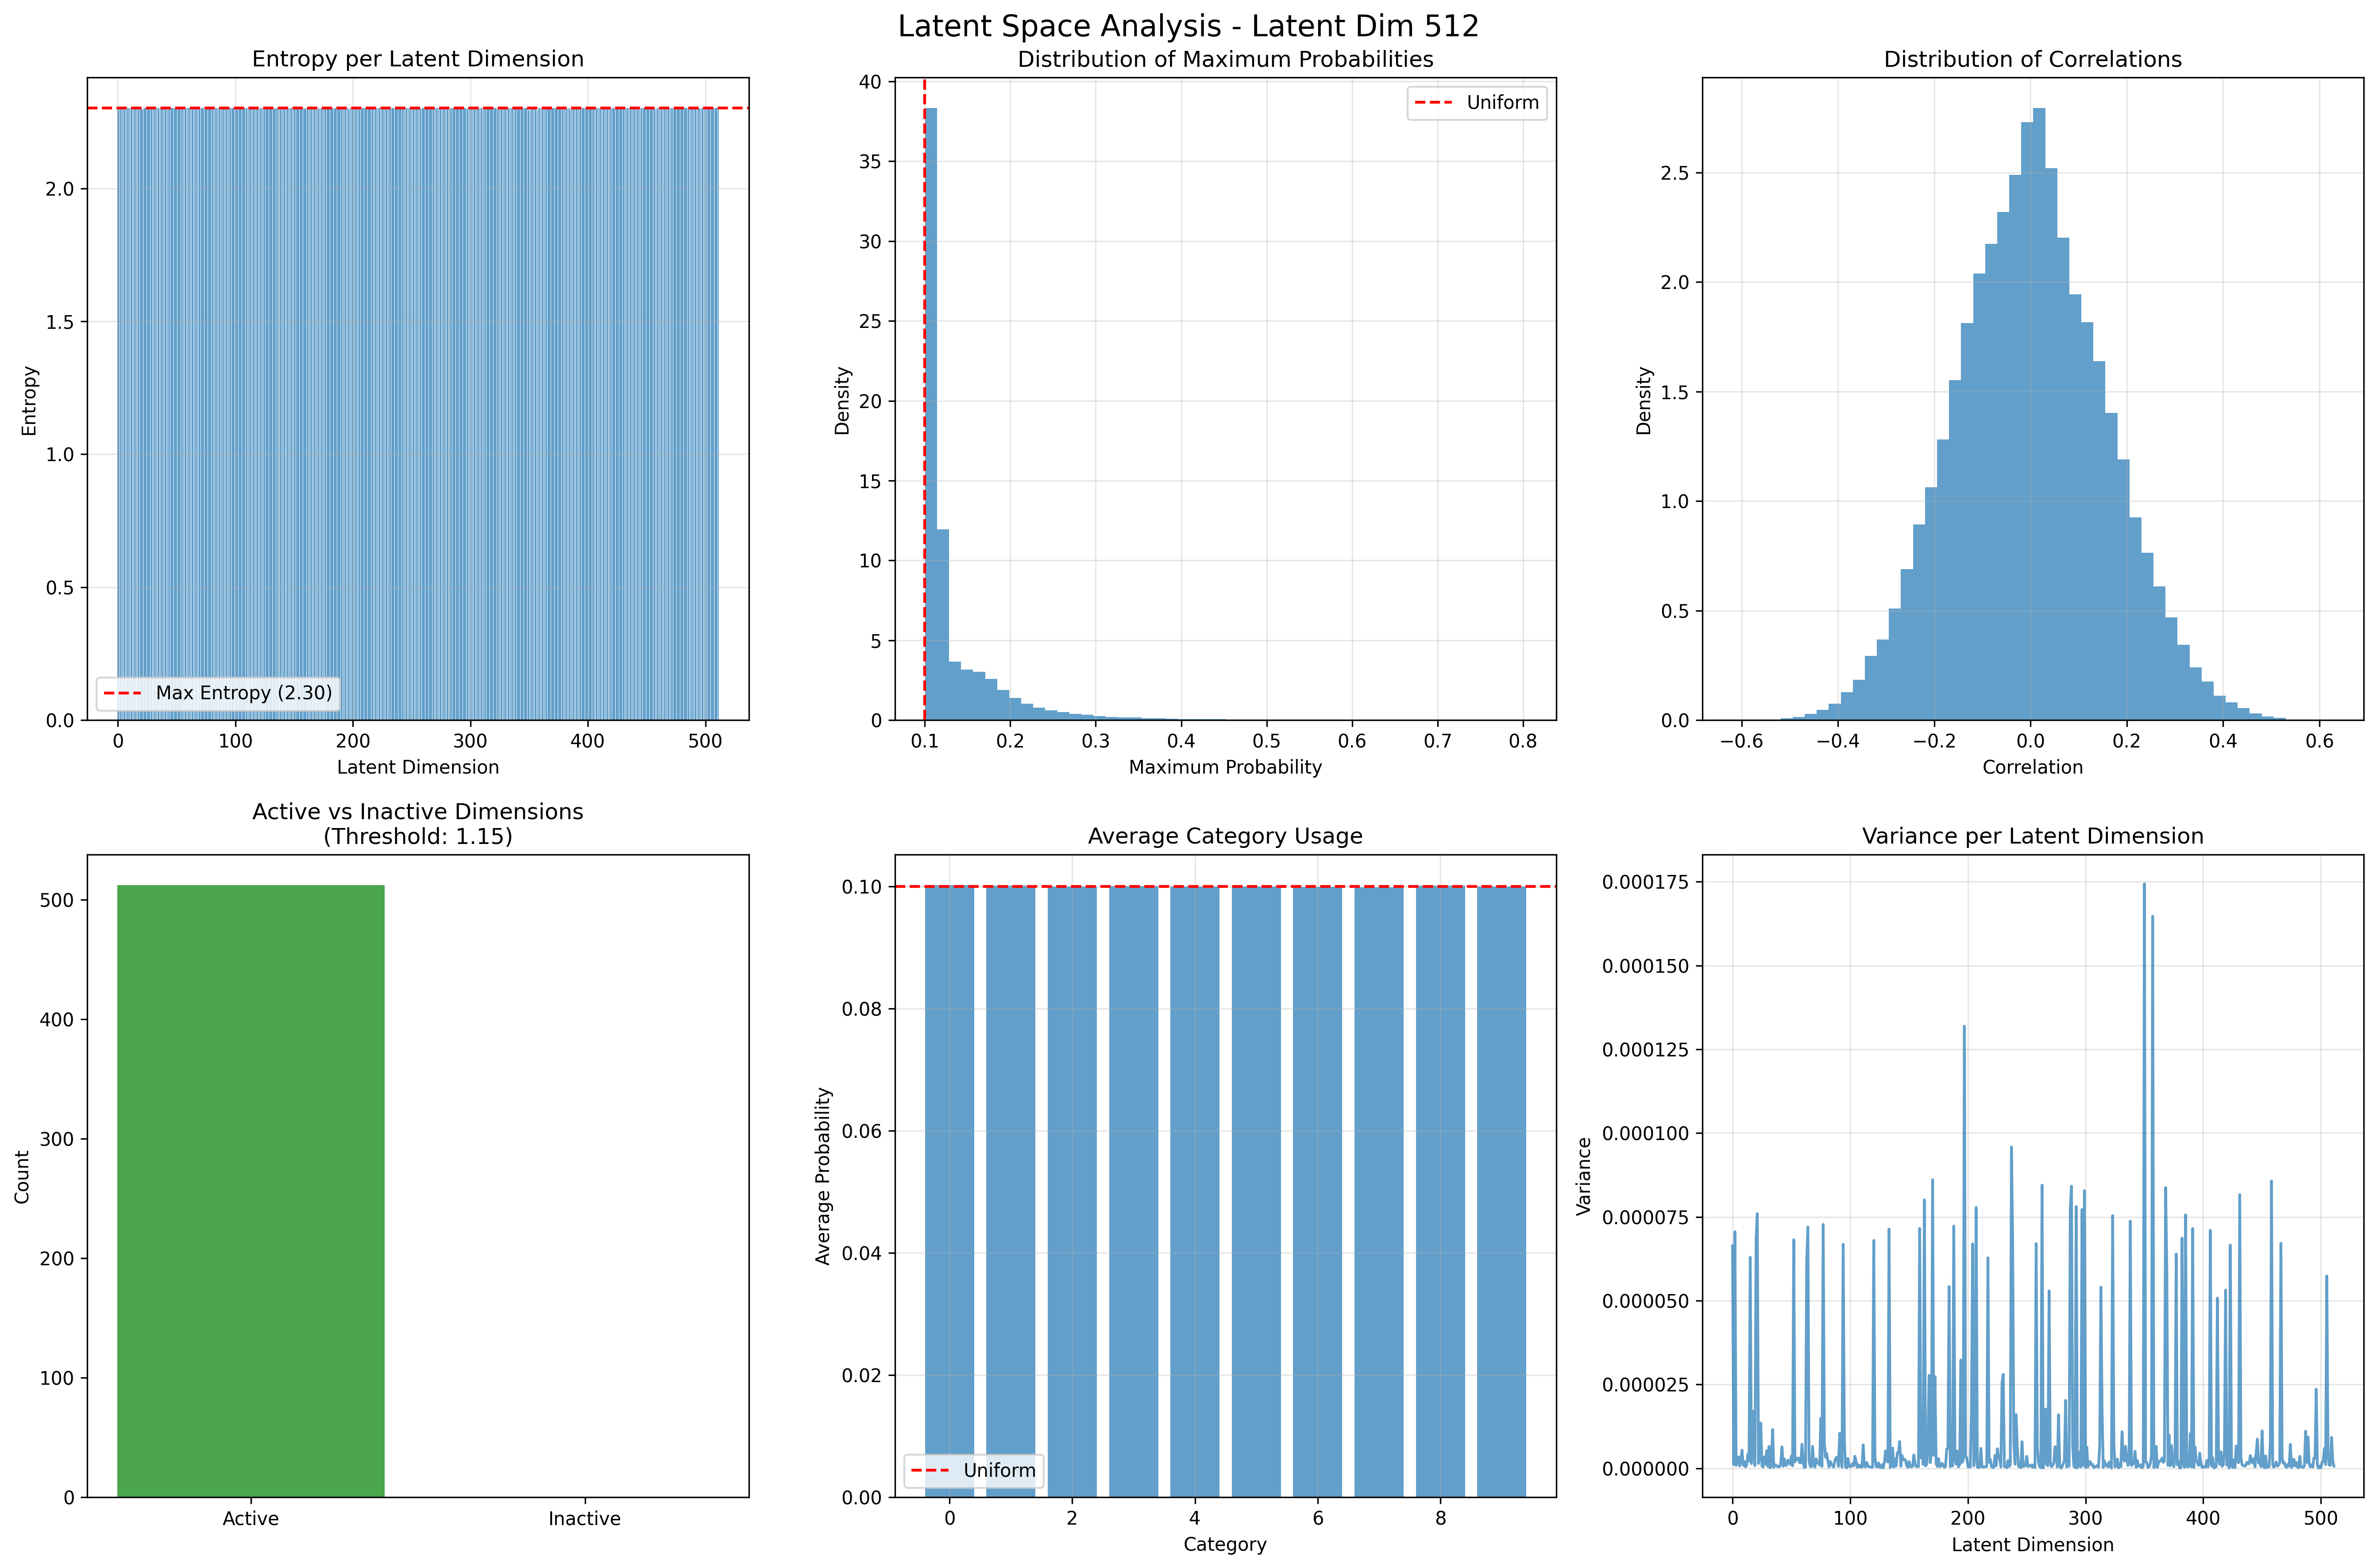 Latent Space Analysis - Latent Dim 512
Entropy per Latent Dimension
Entropy
2.0
1.5
1.0
0.5
0.0
Max Entropy (2.30)
0 100 200 300 400 500
Latent Dimension
Distribution of Maximum Probabilities
Density
40
35
30
25
20
15
10
5
0
Uniform
0.1 0.2 0.3 0.4 0.5 0.6 0.7 0.8
Maximum Probability
Distribution of Correlations
Density
2.5
2.0
1.5
1.0
0.5
0.0
−0.6 −0.4 −0.2 0.0 0.2 0.4 0.6
Correlation
Active vs Inactive Dimensions
(Threshold: 1.15)
Count
500
400
300
200
100
0
Active Inactive
Average Category Usage
Average Probability
0.10
0.08
0.06
0.04
0.02
0.00
Uniform
0 2 4 6 8
Category
Variance per Latent Dimension
Variance
0.000175
0.000150
0.000125
0.000100
0.000075
0.000050
0.000025
0.000000
0 100 200 300 400 500
Latent Dimension